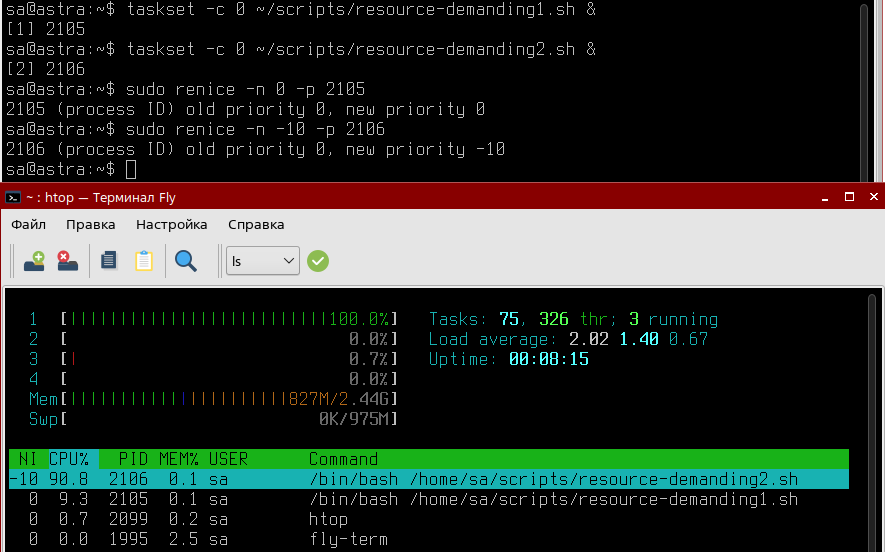 sa@astra:~$ taskset -c 0 ~/scripts/resource-demanding1.sh &
[1] 2105
sa@astra:~$ taskset -c 0 ~/scripts/resource-demanding2.sh &
[2] 2106
sa@astra:~$ sudo renice -n 0 -p 2105
2105 (process ID) old priority 0, new priority 0
sa@astra:~$ sudo renice -n -10 -p 2106
2106 (process ID) old priority 0, new priority -10
sa@astra:~$
~ : htop — Терминал Fly
Файл Правка Настройка Справка
ls
1 [||||||||||||||||||||||||||100.0%] Tasks: 75, 326 thr; 3 running
2 [ 0.0%] Load average: 2.02 1.40 0.67
3 [| 0.7%] Uptime: 00:08:15
4 [ 0.0%]
Mem[||||||||||||||||||||||827M/2.44G]
Swp[ 0K/975M]
NI CPU% PID MEM% USER Command
-10 90.8 2106 0.1 sa /bin/bash /home/sa/scripts/resource-demanding2.sh
0 9.3 2105 0.1 sa /bin/bash /home/sa/scripts/resource-demanding1.sh
0 0.7 2099 0.2 sa htop
0 0.0 1995 2.5 sa fly-term